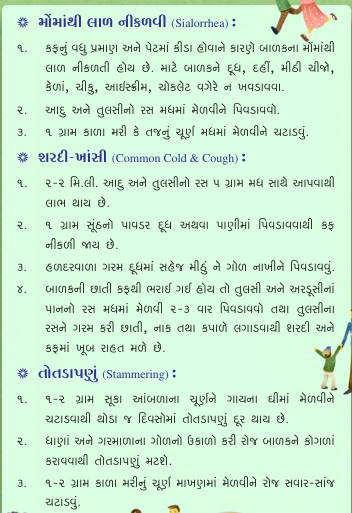 ❋ મોંમાંથી લાળ નીકળવી (Sialorrhea) :
૧. કફનું વધુ પ્રમાણ અને પેટમાં કીડા હોવાને કારણે બાળકના મોંમાંથી
લાળ નીકળતી હોય છે. માટે બાળકને દૂધ, દહીં, મીઠી ચીજો,
કેળાં, ચીકુ, આઈસ્ક્રીમ, ચોકલેટ વગેરે ન ખવડાવવા.
૨. આદુ અને તુલસીનો રસ મધમાં મેળવીને પિવડાવવો.
૩. ૧ ગ્રામ કાળા મરી કે તજનું ચૂર્ણ મધમાં મેળવીને ચટાડવું.
❋ શરદી-ખાંસી (Common Cold & Cough) :
૧. ૨-૨ મિ.લી. આદુ અને તુલસીનો રસ ૫ ગ્રામ મધ સાથે આપવાથી
લાભ થાય છે.
૨. ૧ ગ્રામ સૂંઠનો પાવડર દૂધ અથવા પાણીમાં પિવડાવવાથી કફ
નીકળી જાય છે.
૩. હળદરવાળા ગરમ દૂધમાં સહેજ મીઠું ને ગોળ નાખીને પિવડાવવું.
૪. બાળકની છાતી કફથી ભરાઈ ગઈ હોય તો તુલસી અને અરડૂસીનાં
પાનનો રસ મધમાં મેળવી ૨-૩ વાર પિવડાવવો તથા તુલસીના
રસને ગરમ કરી છાતી, નાક તથા કપાળે લગાડવાથી શરદી અને
કફમાં ખૂબ રાહત મળે છે.
❋ તોતડાપણું (Stammering) :
૧. ૧-૨ ગ્રામ સૂકા આંબળાના ચૂર્ણને ગાયના ઘીમાં મેળવીને
ચટાડવાથી થોડા જ દિવસોમાં તોતડાપણું દૂર થાય છે.
૨. ધાણાં અને ગરમાળાના ગોળનો ઉકાળો કરી રોજ બાળકને કોગળાં
કરાવવાથી તોતડાપણું મટશે.
૩. ૧-૨ ગ્રામ કાળા મરીનું ચૂર્ણ માખણમાં મેળવીને રોજ સવાર-સાંજ
ચટાડવું.